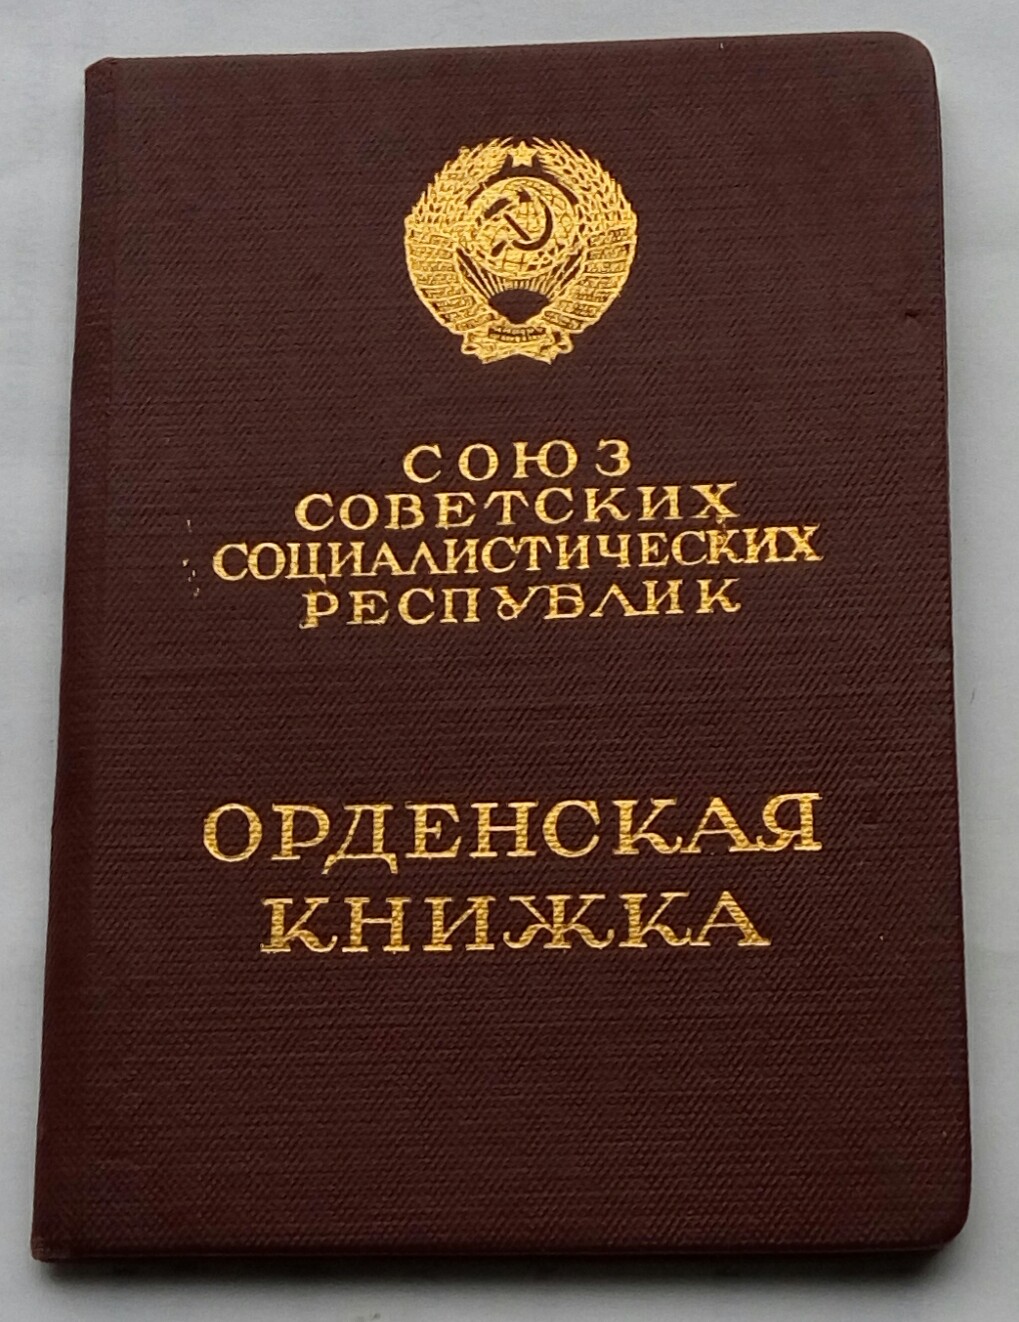 СОЮЗ
СОВЕТСКИХ
СОЦИАЛИСТИЧЕСКИХ
РЕСПУБЛИК
ОРДЕНСКАЯ
КНИЖКА